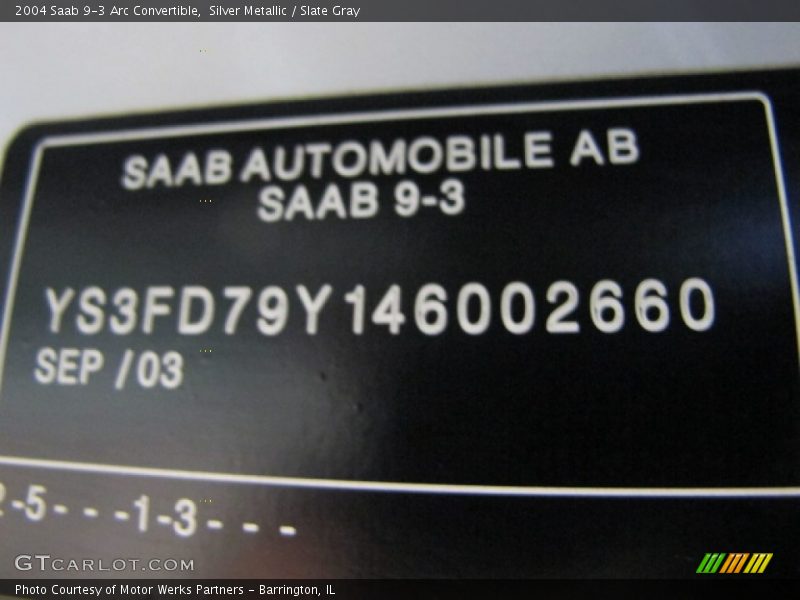 2004 Saab 9-3 Arc Convertible,  Silver Metallic / Slate Gray
SAAB AUTOMOBILE AB
SAAB 9-3
YS3FD79Y146002660
SEP /03
-5- - -1-3- - -
GTCARLOT.COM
Photo Courtesy of Motor Werks Partners - Barrington, IL